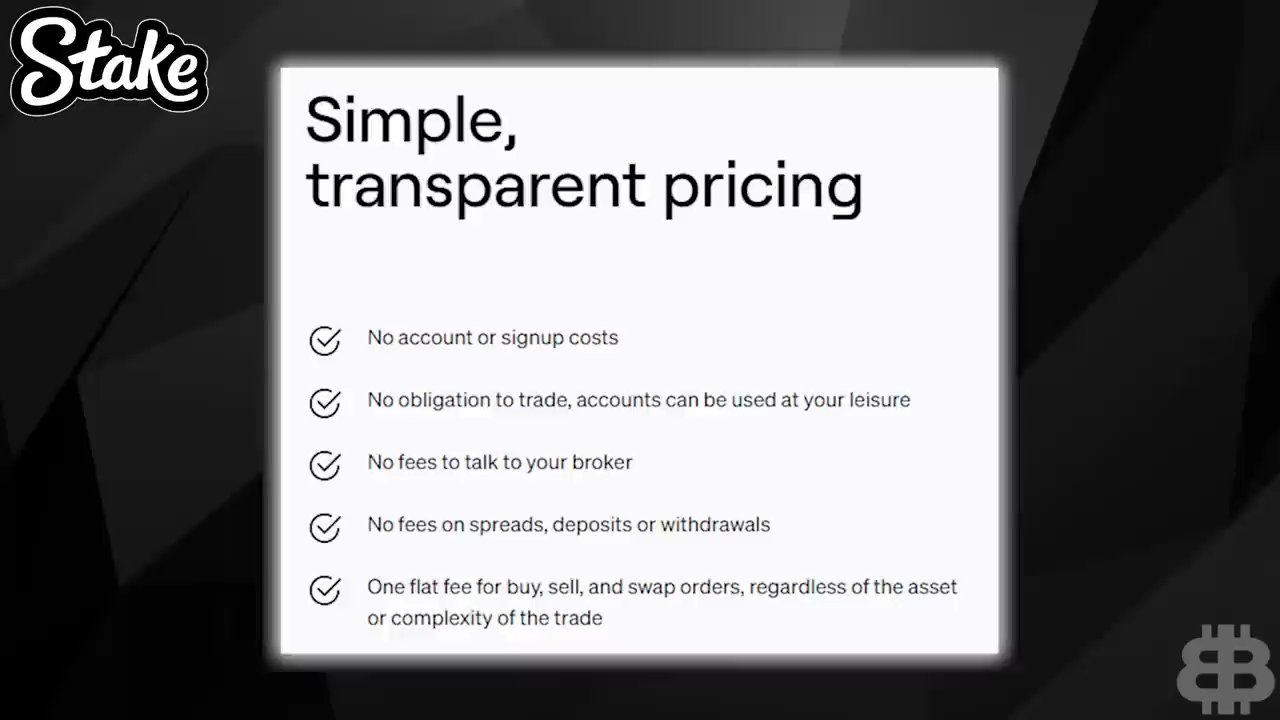 Stake
Simple,
transparent pricing
No account or signup costs
No obligation to trade, accounts can be used at your leisure
No fees to talk to your broker
No fees on spreads, deposits or withdrawals
One flat fee for buy, sell, and swap orders, regardless of the asset
or complexity of the trade